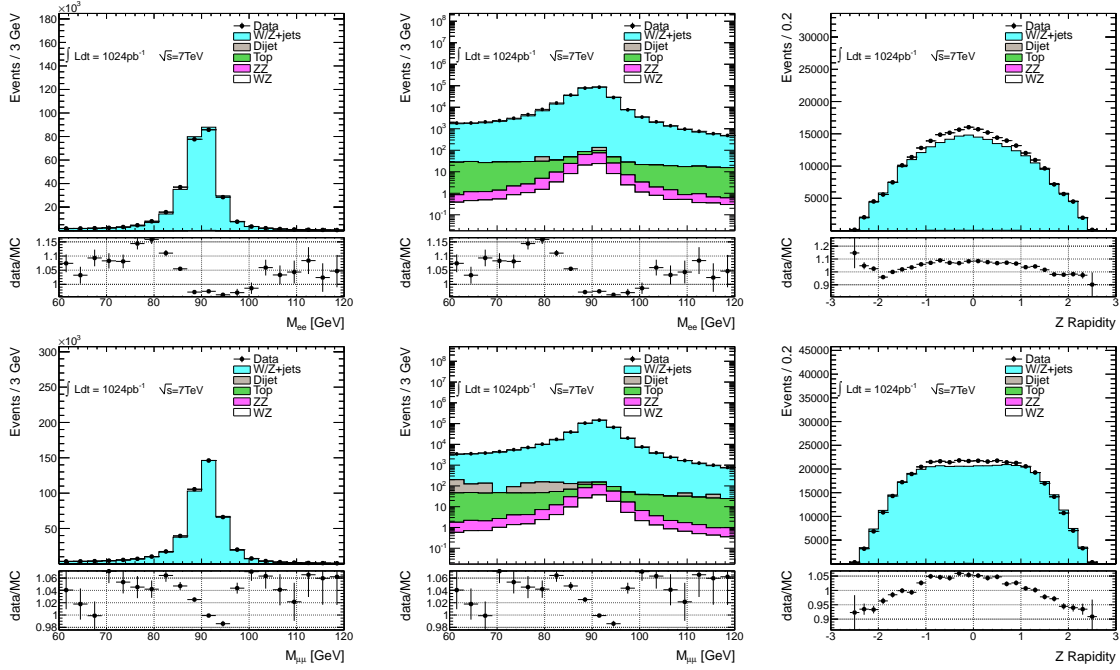 ×10³
Events / 3 GeV
180
160
140
120
100
80
60
40
20
∫ Ldt = 1024pb⁻¹ √s=7TeV
Data
W/Z+jets
Dijet
Top
ZZ
WZ
data/MC
1.15
1.1
1.05
1
60 70 80 90 100 110 120
M_ee [GeV]
Events / 3 GeV
10⁸
10⁷
10⁶
10⁵
10⁴
10³
10²
10
1
10⁻¹
∫ Ldt = 1024pb⁻¹ √s=7TeV
Data
W/Z+jets
Dijet
Top
ZZ
WZ
data/MC
1.15
1.1
1.05
1
60 70 80 90 100 110 120
M_ee [GeV]
Events / 0.2
30000
25000
20000
15000
10000
5000
0
∫ Ldt = 1024pb⁻¹ √s=7TeV
Data
W/Z+jets
Dijet
Top
ZZ
WZ
data/MC
1.2
1.1
1
0.9
-3 -2 -1 0 1 2 3
Z Rapidity
×10³
Events / 3 GeV
300
250
200
150
100
50
∫ Ldt = 1024pb⁻¹ √s=7TeV
Data
W/Z+jets
Dijet
Top
ZZ
WZ
data/MC
1.06
1.04
1.02
1
0.98
60 70 80 90 100 110 120
M_μμ [GeV]
Events / 3 GeV
10⁸
10⁷
10⁶
10⁵
10⁴
10³
10²
10
1
10⁻¹
∫ Ldt = 1024pb⁻¹ √s=7TeV
Data
W/Z+jets
Dijet
Top
ZZ
WZ
data/MC
1.06
1.04
1.02
1
0.98
60 70 80 90 100 110 120
M_μμ [GeV]
Events / 0.2
45000
40000
35000
30000
25000
20000
15000
10000
5000
0
∫ Ldt = 1024pb⁻¹ √s=7TeV
Data
W/Z+jets
Dijet
Top
ZZ
WZ
data/MC
1.05
1
0.95
0.9
-3 -2 -1 0 1 2 3
Z Rapidity